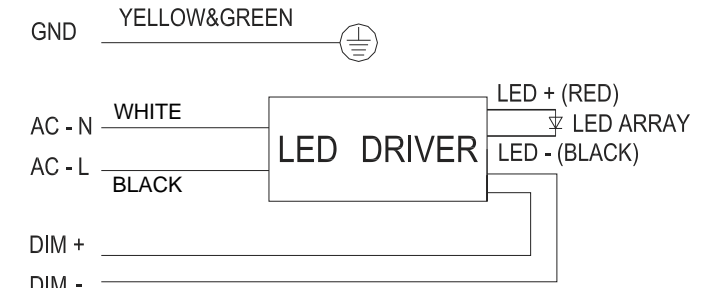 GND YELLOW&GREEN
LED + (RED)
AC - N WHITE
LED ARRAY
LED DRIVER
LED - (BLACK)
AC - L BLACK
DIM +
DIM -